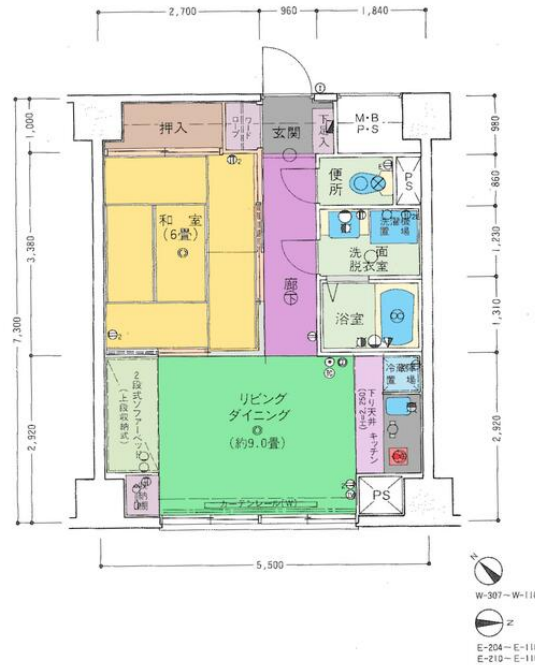 2,700
960
1,840
1,000
3,380
7,300
2,920
980
860
1,230
1,310
2,920
押入
ワード
ローブ
玄関
下足入
M・B
P・S
便所
PS
和 室
(6畳)
洗濯機
置 場
洗 面
脱衣室
廊下
浴室
2段式ソファーベッド
(上段収納式)
リビング
ダイニング
(約9.0畳)
下り天井 キッチン
(H=2,250)
冷蔵庫
置 場
収納棚
カーテンレール(W)
PS
5,500
N
W-307~W-11
N
E-204~E-11
E-210~E-11